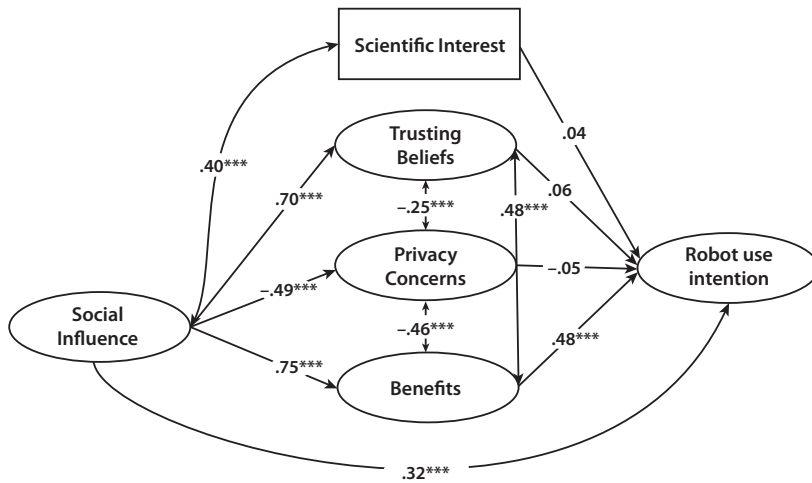 Scientific Interest
.04
Trusting
Beliefs
.40***
.70***
.06
–.25***
.48***
Privacy
Concerns
–.05
Robot use
intention
–.49***
Social
Influence
–.46***
.48***
.75***
Benefits
.32***